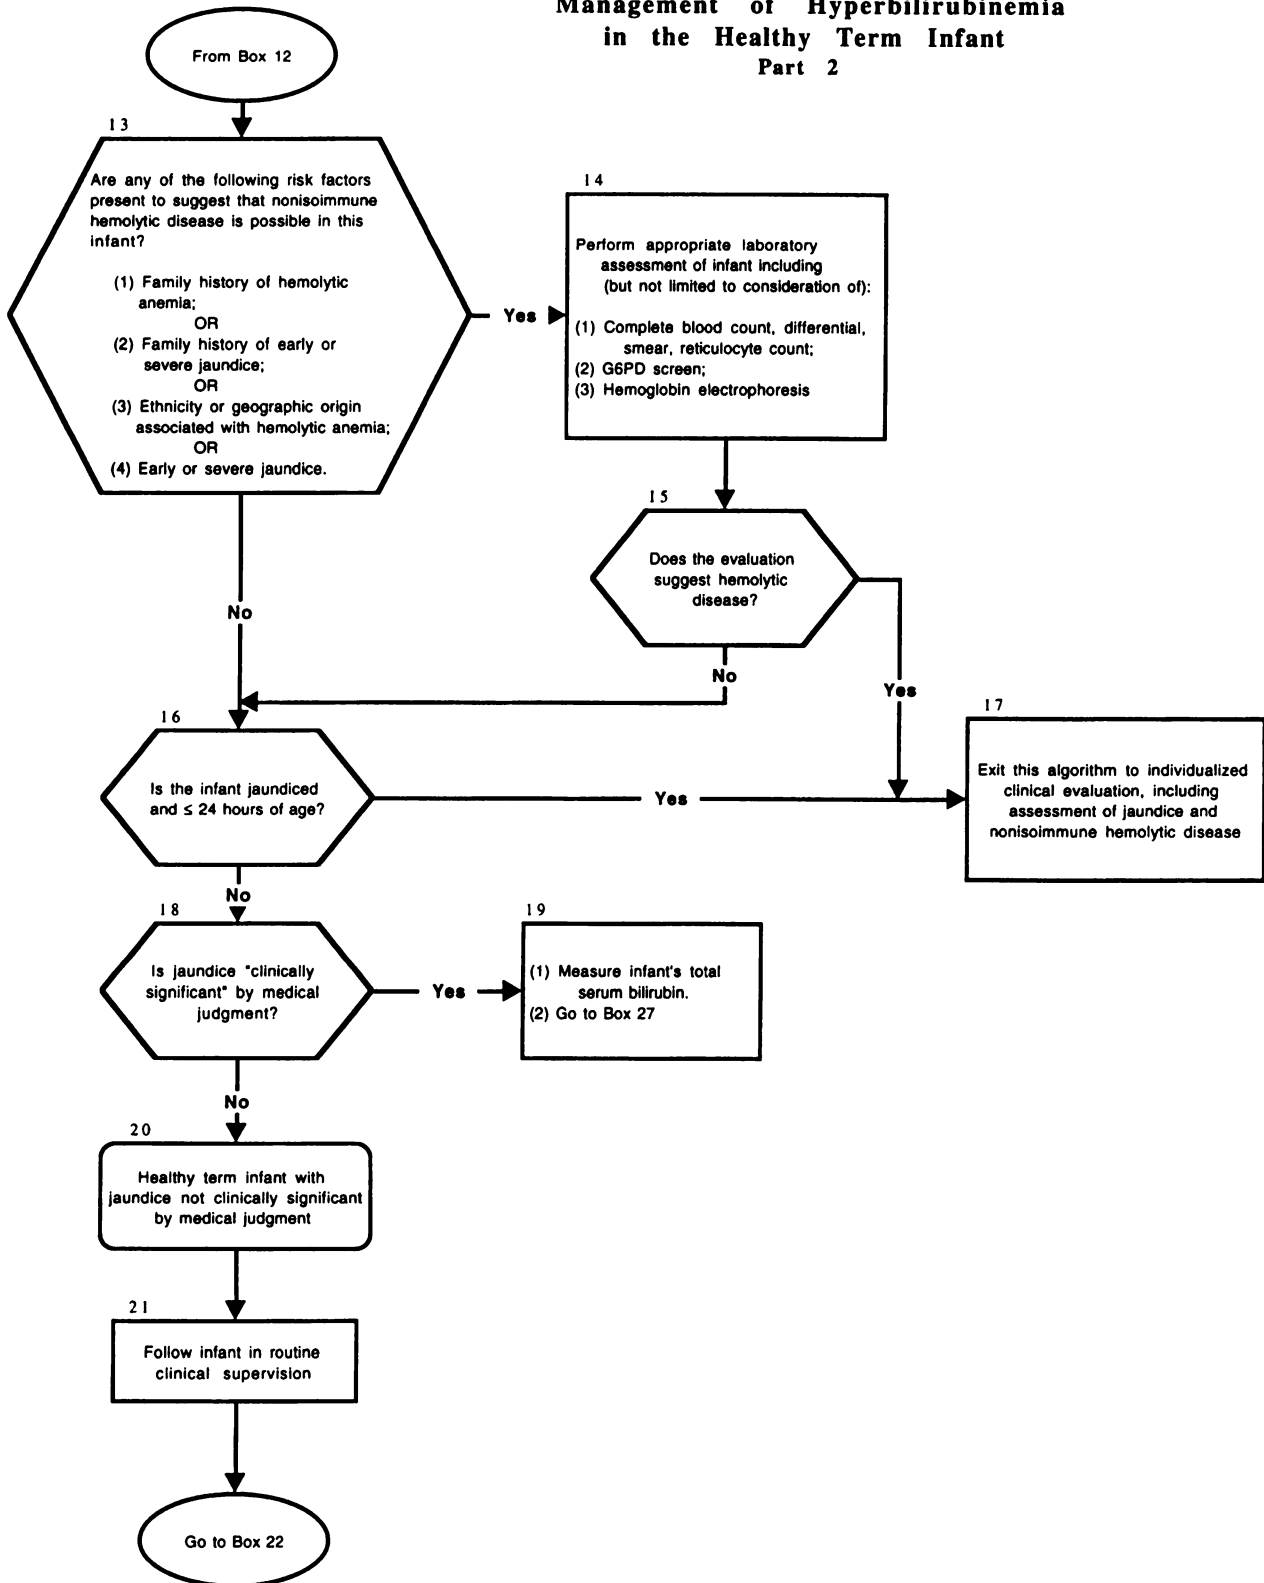 Management of Hyperbilirubinemia
in the Healthy Term Infant
Part 2
From Box 12
13
Are any of the following risk factors
present to suggest that nonisoimmune
hemolytic disease is possible in this
infant?
(1) Family history of hemolytic
anemia;
OR
(2) Family history of early or
severe jaundice;
OR
(3) Ethnicity or geographic origin
associated with hemolytic anemia;
OR
(4) Early or severe jaundice.
Yes
14
Perform appropriate laboratory
assessment of infant including
(but not limited to consideration of):
(1) Complete blood count, differential,
smear, reticulocyte count;
(2) G6PD screen;
(3) Hemoglobin electrophoresis
15
Does the evaluation
suggest hemolytic
disease?
No
No
Yes
16
Is the infant jaundiced
and ≤ 24 hours of age?
Yes
17
Exit this algorithm to individualized
clinical evaluation, including
assessment of jaundice and
nonisoimmune hemolytic disease
No
18
Is jaundice "clinically
significant" by medical
judgment?
Yes
19
(1) Measure infant's total
serum bilirubin.
(2) Go to Box 27
No
20
Healthy term infant with
jaundice not clinically significant
by medical judgment
21
Follow infant in routine
clinical supervision
Go to Box 22